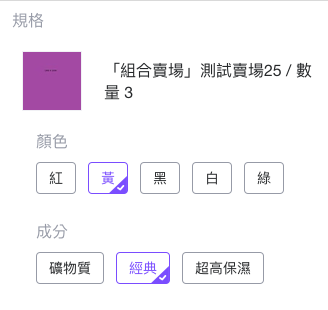 規格
「組合賣場」測試賣場25 / 數
量 3
顏色
紅 黃 黑 白 綠
成分
礦物質 經典 超高保濕